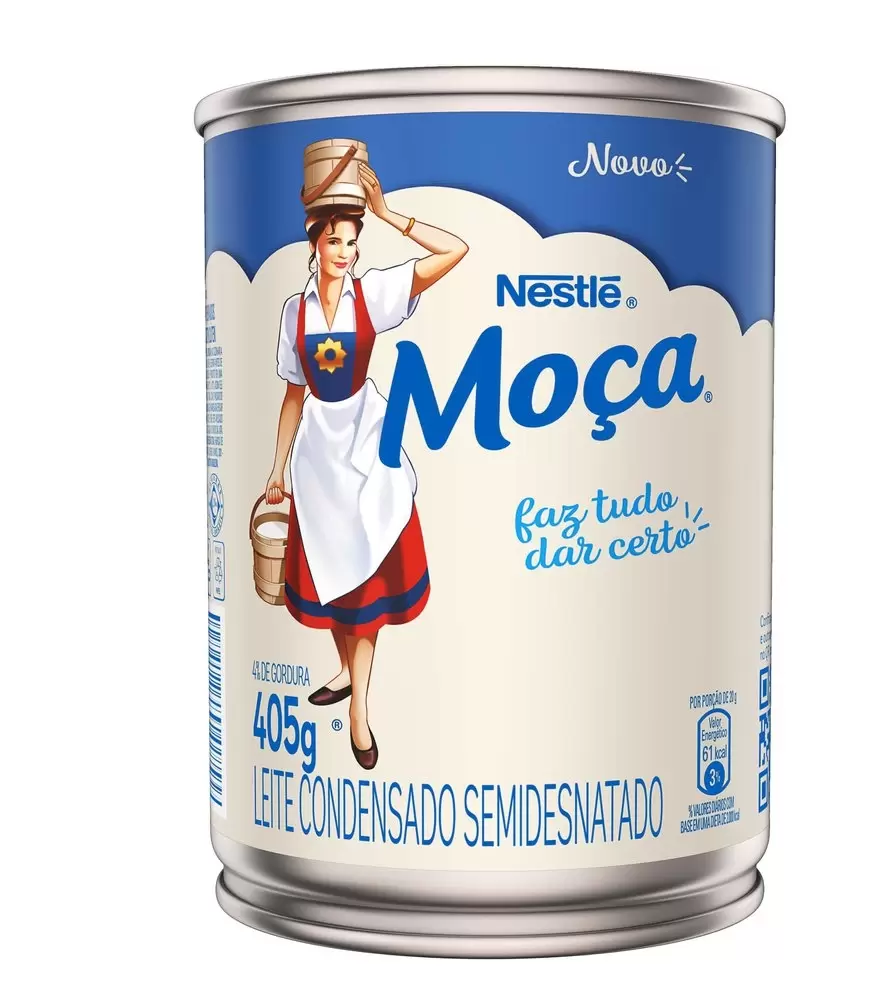 Novo
Nestlé®
Moça®
faz tudo
dar certo
4% DE GORDURA
405g ®
LEITE CONDENSADO SEMIDESNATADO
POR PORÇÃO DE 20 g
Valor
Energético
61 kcal
3%
% VALORES DIÁRIOS COM
BASE EM UMA DIETA DE 2.000 kcal